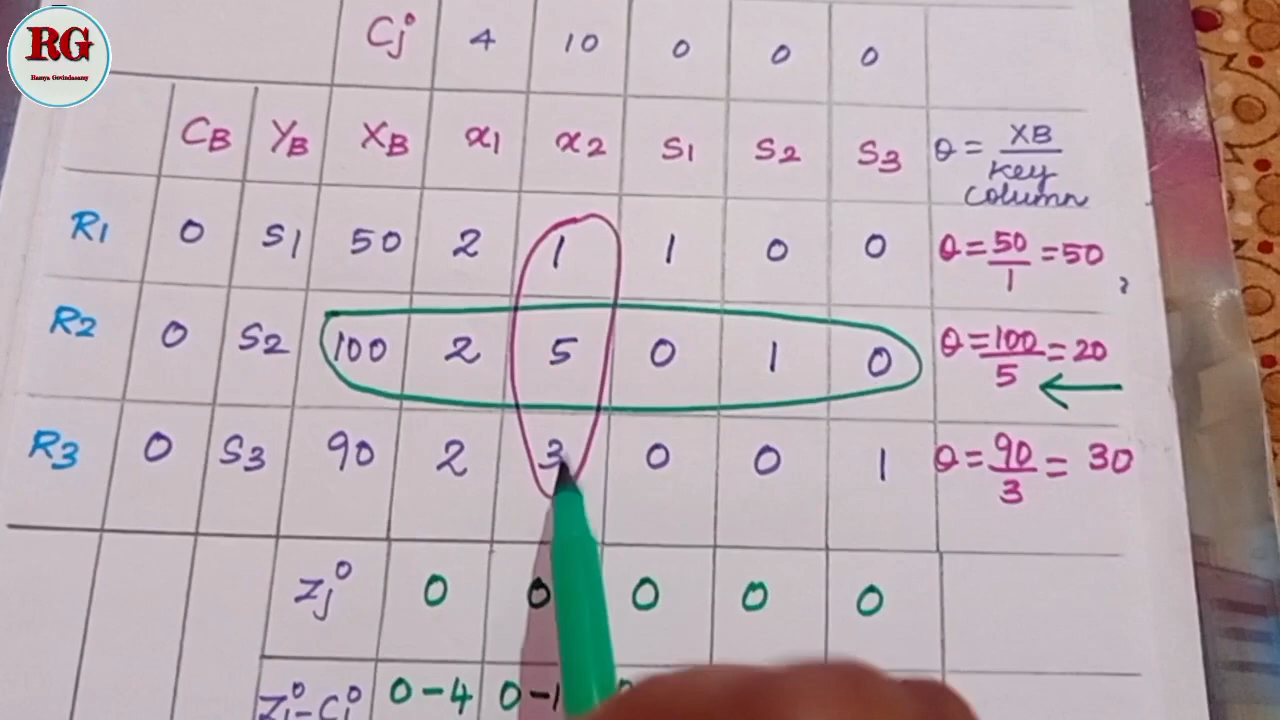 RG
Ramya Govindasamy
Cj 4 10 0 0 0
CB YB XB x1 x2 S1 S2 S3 θ = XB / key column
R1 0 S1 50 2 1 1 0 0 θ = 50/1 = 50
R2 0 S2 100 2 5 0 1 0 θ = 100/5 = 20
R3 0 S3 90 2 3 0 0 1 θ = 90/3 = 30
Zj 0 0 0 0 0
Zj-Cj 0-4 0-1